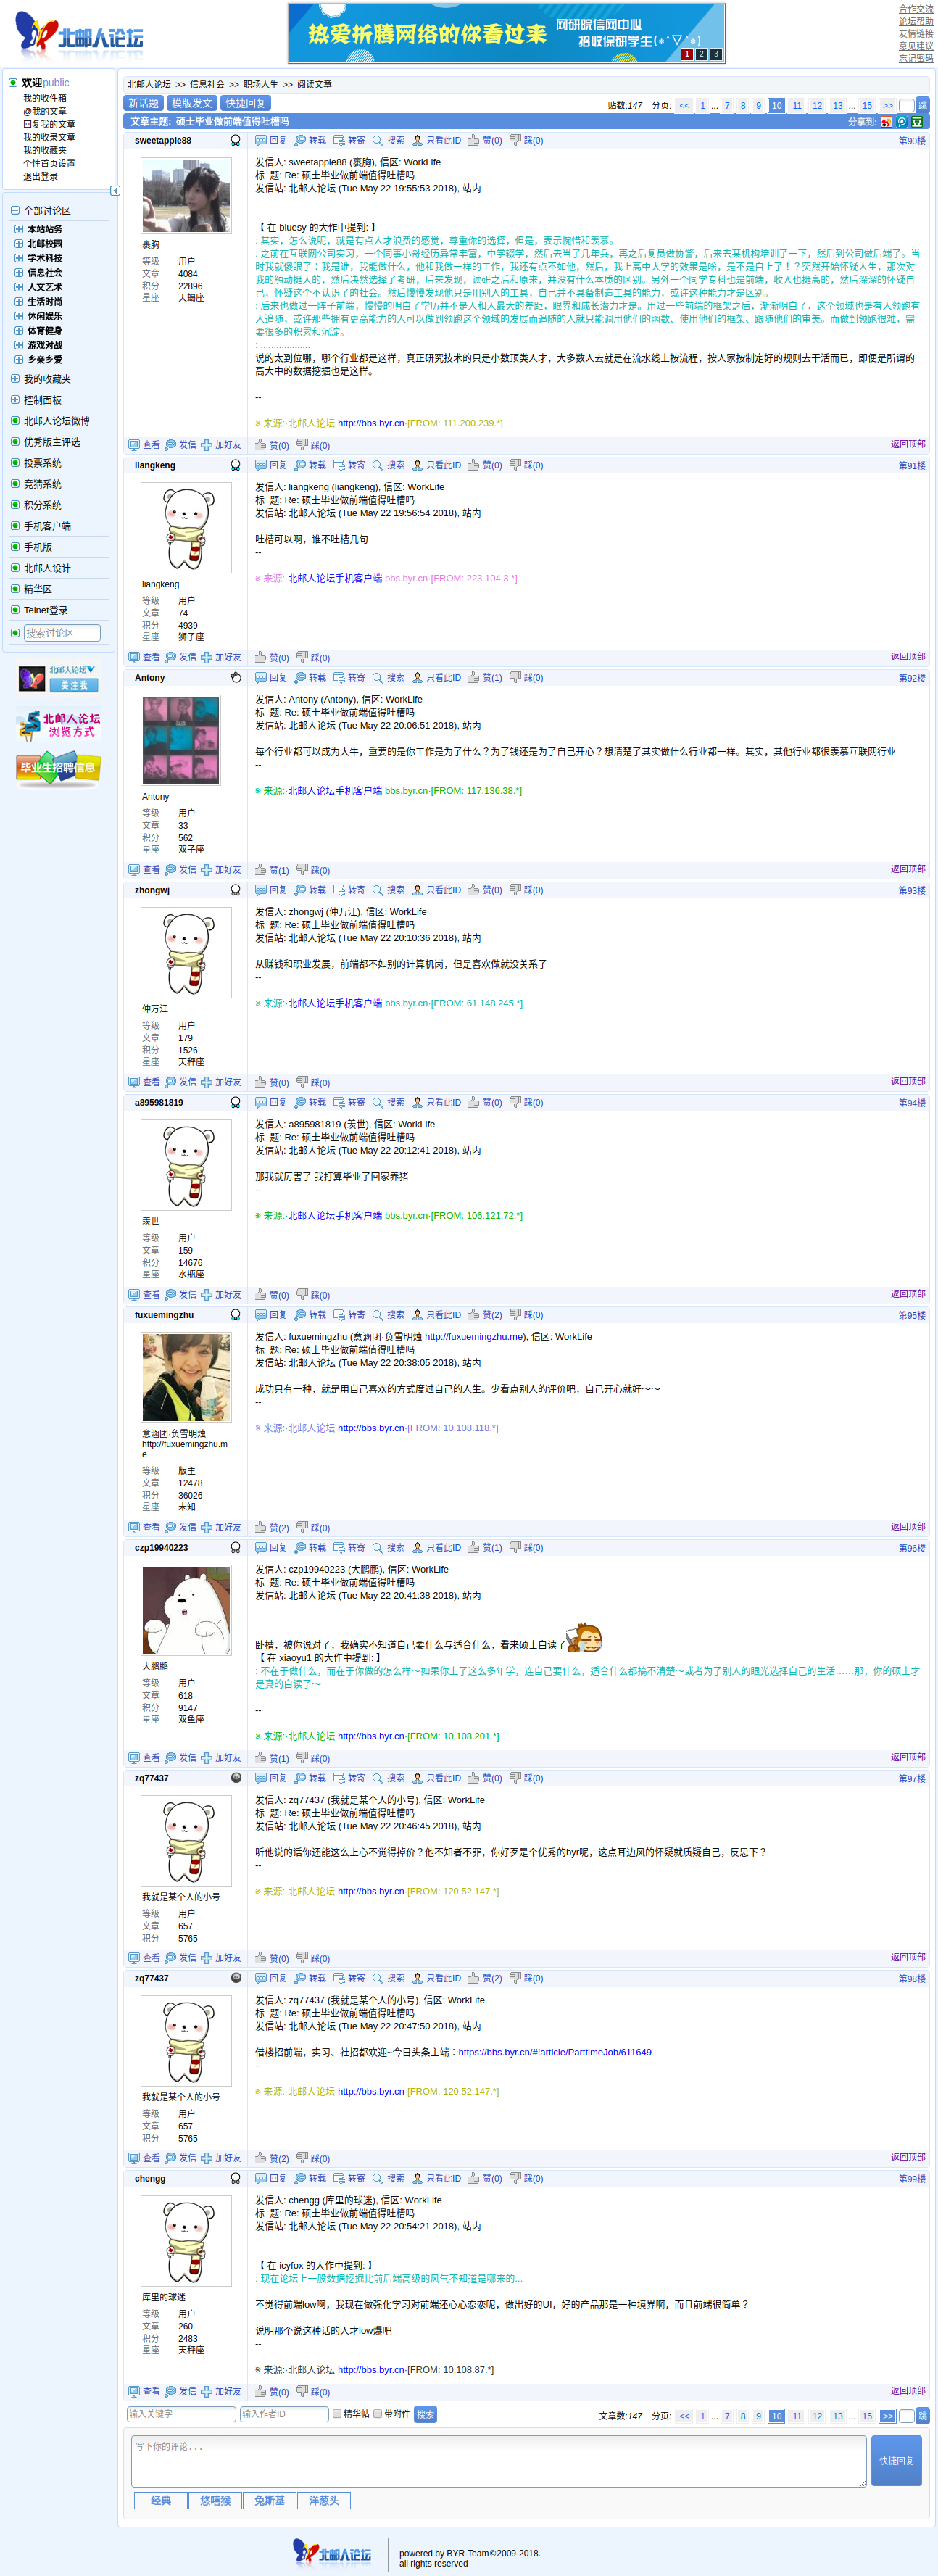 北邮人论坛
热爱折腾网络的你看过来
网研院信网中心
招收保研学生(*^▽^*)
1 2 3
合作交流
论坛帮助
友情链接
意见建议
忘记密码
欢迎public
我的收件箱
@我的文章
回复我的文章
我的收录文章
我的收藏夹
个性首页设置
退出登录
全部讨论区
本站站务
北邮校园
学术科技
信息社会
人文艺术
生活时尚
休闲娱乐
体育健身
游戏对战
乡亲乡爱
我的收藏夹
控制面板
北邮人论坛微博
优秀版主评选
投票系统
竞猜系统
积分系统
手机客户端
手机版
北邮人设计
精华区
Telnet登录
搜索讨论区
北邮人论坛
关注我
北邮人论坛
浏览方式
毕业生招聘信息
北邮人论坛 >> 信息社会 >> 职场人生 >> 阅读文章
新话题 模版发文 快捷回复
贴数:147 分页: << 1 ... 7 8 9 10 11 12 13 ... 15 >> 跳
文章主题: 硕士毕业做前端值得吐槽吗
分享到:
sweetapple88
回复 转载 转寄 搜索 只看此ID 赞(0) 踩(0) 第90楼
裹胸
等级 用户
文章 4084
积分 22896
星座 天蝎座
发信人: sweetapple88 (裹胸), 信区: WorkLife
标 题: Re: 硕士毕业做前端值得吐槽吗
发信站: 北邮人论坛 (Tue May 22 19:55:53 2018), 站内
【 在 bluesy 的大作中提到: 】
: 其实，怎么说呢，就是有点人才浪费的感觉，尊重你的选择，但是，表示惋惜和羡慕。
: 之前在互联网公司实习，一个同事小哥经历异常丰富，中学辍学，然后去当了几年兵，再之后复员做协警，后来去某机构培训了一下，然后到公司做后端了。当时我就傻眼了：我是谁，我能做什么，他和我做一样的工作，我还有点不如他，然后，我上高中大学的效果是啥，是不是白上了！？突然开始怀疑人生，那次对我的触动挺大的，然后就选择了前端，后来发现，读研之后和原来，并没有什么本质的区别。另外一个同学专科也是前端，收入也挺高的，然后深深的怀疑自己，怀疑这个不认识了的社会。然后慢慢发现他只是用别人的工具，自己并不具备制造工具的能力，或许这种能力才是区别。
: 后来也做过一阵子前端，慢慢的明白了学历并不是人和人最大的差距，眼界和成长潜力才是。用过一些前端的框架之后，渐渐明白了，这个领域也是有人领跑有人追随，或许那些拥有更高能力的人可以做到领跑这个领域的发展而追随的人就只能调用他们的函数、使用他们的框架、跟随他们的审美。而做到领跑很难，需要很多的积累和沉淀。
: ...................
说的太到位哪，哪个行业都是这样，真正研究技术的只是小数顶类人才，大多数人去就是在流水线上按流程，按人家按制定好的规则去干活而已，即便是所谓的高大中的数据挖掘也是这样。
--
※ 来源:·北邮人论坛 http://bbs.byr.cn·[FROM: 111.200.239.*]
查看 发信 加好友 赞(0) 踩(0) 返回顶部
liangkeng
回复 转载 转寄 搜索 只看此ID 赞(0) 踩(0) 第91楼
liangkeng
等级 用户
文章 74
积分 4939
星座 狮子座
发信人: liangkeng (liangkeng), 信区: WorkLife
标 题: Re: 硕士毕业做前端值得吐槽吗
发信站: 北邮人论坛 (Tue May 22 19:56:54 2018), 站内
吐槽可以啊，谁不吐槽几句
--
※ 来源:·北邮人论坛手机客户端 bbs.byr.cn·[FROM: 223.104.3.*]
查看 发信 加好友 赞(0) 踩(0) 返回顶部
Antony
回复 转载 转寄 搜索 只看此ID 赞(1) 踩(0) 第92楼
Antony
等级 用户
文章 33
积分 562
星座 双子座
发信人: Antony (Antony), 信区: WorkLife
标 题: Re: 硕士毕业做前端值得吐槽吗
发信站: 北邮人论坛 (Tue May 22 20:06:51 2018), 站内
每个行业都可以成为大牛，重要的是你工作是为了什么？为了钱还是为了自己开心？想清楚了其实做什么行业都一样。其实，其他行业都很羡慕互联网行业
--
※ 来源:·北邮人论坛手机客户端 bbs.byr.cn·[FROM: 117.136.38.*]
查看 发信 加好友 赞(1) 踩(0) 返回顶部
zhongwj
回复 转载 转寄 搜索 只看此ID 赞(0) 踩(0) 第93楼
仲万江
等级 用户
文章 179
积分 1526
星座 天秤座
发信人: zhongwj (仲万江), 信区: WorkLife
标 题: Re: 硕士毕业做前端值得吐槽吗
发信站: 北邮人论坛 (Tue May 22 20:10:36 2018), 站内
从赚钱和职业发展，前端都不如别的计算机岗，但是喜欢做就没关系了
--
※ 来源:·北邮人论坛手机客户端 bbs.byr.cn·[FROM: 61.148.245.*]
查看 发信 加好友 赞(0) 踩(0) 返回顶部
a895981819
回复 转载 转寄 搜索 只看此ID 赞(0) 踩(0) 第94楼
羡世
等级 用户
文章 159
积分 14676
星座 水瓶座
发信人: a895981819 (羡世), 信区: WorkLife
标 题: Re: 硕士毕业做前端值得吐槽吗
发信站: 北邮人论坛 (Tue May 22 20:12:41 2018), 站内
那我就厉害了 我打算毕业了回家养猪
--
※ 来源:·北邮人论坛手机客户端 bbs.byr.cn·[FROM: 106.121.72.*]
查看 发信 加好友 赞(0) 踩(0) 返回顶部
fuxuemingzhu
回复 转载 转寄 搜索 只看此ID 赞(2) 踩(0) 第95楼
意涵团·负雪明烛
http://fuxuemingzhu.m
e
等级 版主
文章 12478
积分 36026
星座 未知
发信人: fuxuemingzhu (意涵团·负雪明烛 http://fuxuemingzhu.me), 信区: WorkLife
标 题: Re: 硕士毕业做前端值得吐槽吗
发信站: 北邮人论坛 (Tue May 22 20:38:05 2018), 站内
成功只有一种，就是用自己喜欢的方式度过自己的人生。少看点别人的评价吧，自己开心就好～～
--
※ 来源:·北邮人论坛 http://bbs.byr.cn·[FROM: 10.108.118.*]
查看 发信 加好友 赞(2) 踩(0) 返回顶部
czp19940223
回复 转载 转寄 搜索 只看此ID 赞(1) 踩(0) 第96楼
大鹏鹏
等级 用户
文章 618
积分 9147
星座 双鱼座
发信人: czp19940223 (大鹏鹏), 信区: WorkLife
标 题: Re: 硕士毕业做前端值得吐槽吗
发信站: 北邮人论坛 (Tue May 22 20:41:38 2018), 站内
卧槽，被你说对了，我确实不知道自己要什么与适合什么，看来硕士白读了
【 在 xiaoyu1 的大作中提到: 】
: 不在于做什么，而在于你做的怎么样～如果你上了这么多年学，连自己要什么，适合什么都搞不清楚～或者为了别人的眼光选择自己的生活……那，你的硕士才是真的白读了～
--
※ 来源:·北邮人论坛 http://bbs.byr.cn·[FROM: 10.108.201.*]
查看 发信 加好友 赞(1) 踩(0) 返回顶部
zq77437
回复 转载 转寄 搜索 只看此ID 赞(0) 踩(0) 第97楼
我就是某个人的小号
等级 用户
文章 657
积分 5765
发信人: zq77437 (我就是某个人的小号), 信区: WorkLife
标 题: Re: 硕士毕业做前端值得吐槽吗
发信站: 北邮人论坛 (Tue May 22 20:46:45 2018), 站内
听他说的话你还能这么上心不觉得掉价？他不知者不罪，你好歹是个优秀的byr呢，这点耳边风的怀疑就质疑自己，反思下？
--
※ 来源:·北邮人论坛 http://bbs.byr.cn·[FROM: 120.52.147.*]
查看 发信 加好友 赞(0) 踩(0) 返回顶部
zq77437
回复 转载 转寄 搜索 只看此ID 赞(2) 踩(0) 第98楼
我就是某个人的小号
等级 用户
文章 657
积分 5765
发信人: zq77437 (我就是某个人的小号), 信区: WorkLife
标 题: Re: 硕士毕业做前端值得吐槽吗
发信站: 北邮人论坛 (Tue May 22 20:47:50 2018), 站内
借楼招前端，实习、社招都欢迎~今日头条主端：https://bbs.byr.cn/#!article/ParttimeJob/611649
--
※ 来源:·北邮人论坛 http://bbs.byr.cn·[FROM: 120.52.147.*]
查看 发信 加好友 赞(2) 踩(0) 返回顶部
chengg
回复 转载 转寄 搜索 只看此ID 赞(0) 踩(0) 第99楼
库里的球迷
等级 用户
文章 260
积分 2483
星座 天秤座
发信人: chengg (库里的球迷), 信区: WorkLife
标 题: Re: 硕士毕业做前端值得吐槽吗
发信站: 北邮人论坛 (Tue May 22 20:54:21 2018), 站内
【 在 icyfox 的大作中提到: 】
: 现在论坛上一股数据挖掘比前后端高级的风气不知道是哪来的...
不觉得前端low啊，我现在做强化学习对前端还心心恋恋呢，做出好的UI，好的产品那是一种境界啊，而且前端很简单？
说明那个说这种话的人才low爆吧
--
※ 来源:·北邮人论坛 http://bbs.byr.cn·[FROM: 10.108.87.*]
查看 发信 加好友 赞(0) 踩(0) 返回顶部
输入关键字 输入作者ID 精华帖 带附件 搜索
文章数:147 分页: << 1 ... 7 8 9 10 11 12 13 ... 15 >> 跳
写下你的评论...
快捷回复
经典 悠嘻猴 兔斯基 洋葱头
北邮人论坛
powered by BYR-Team©2009-2018.
all rights reserved